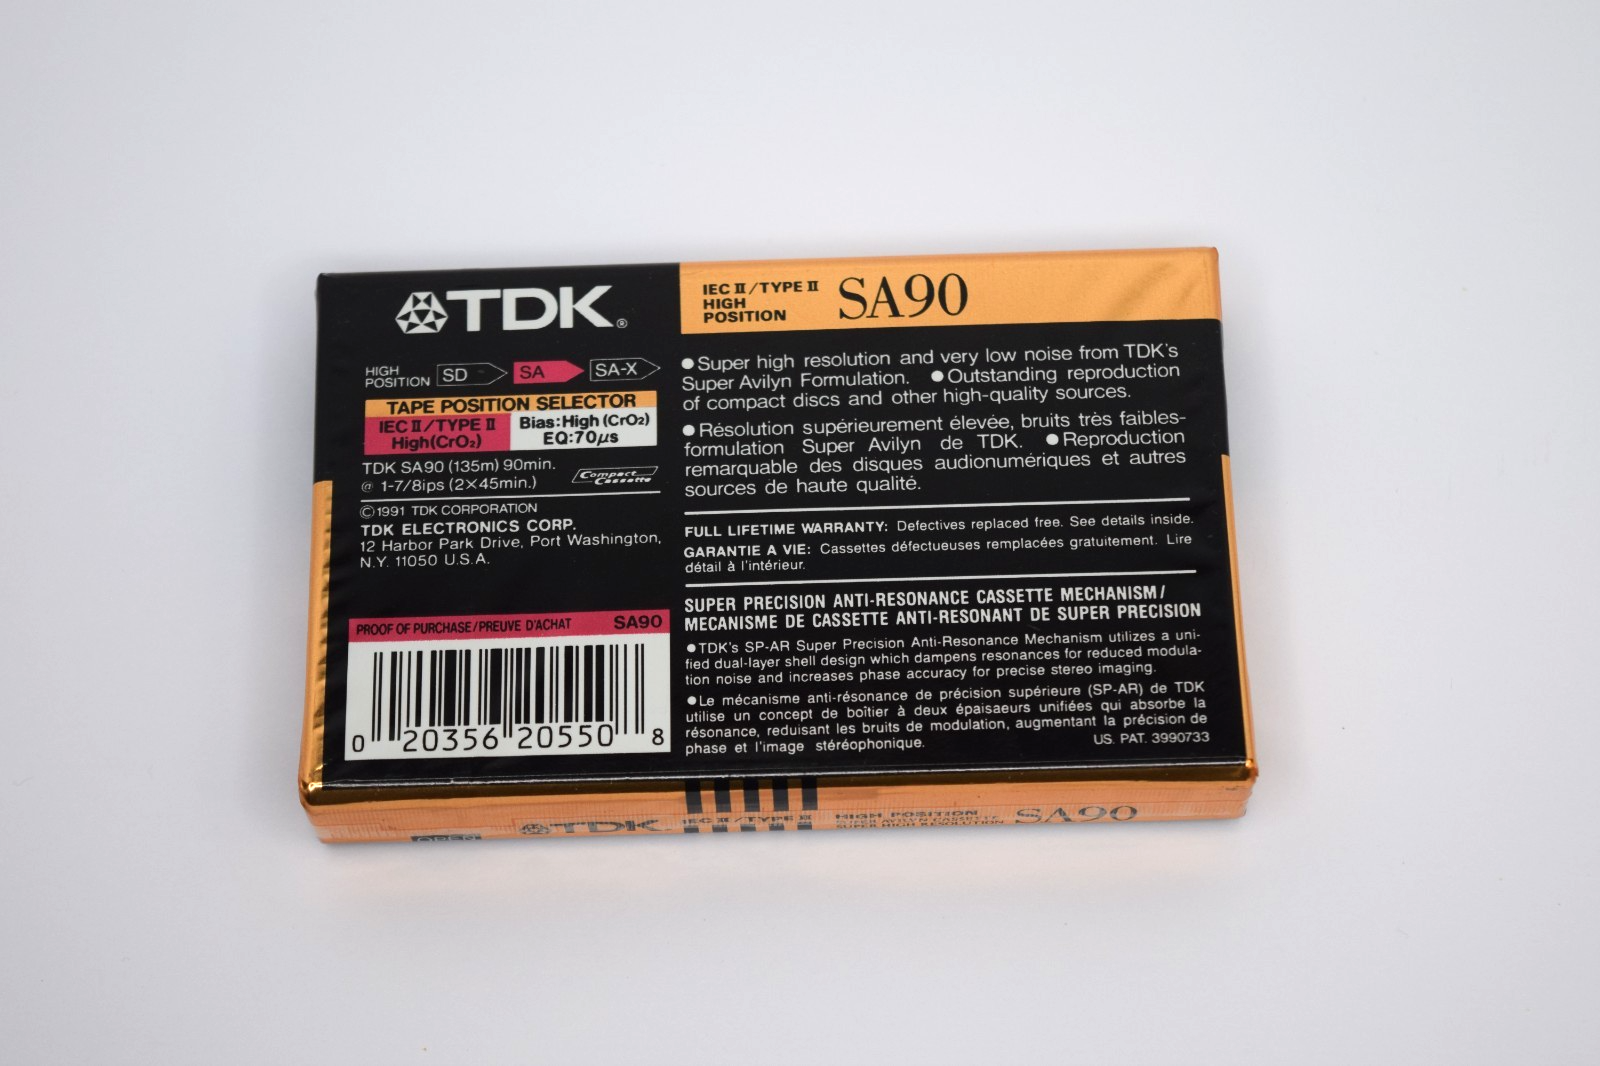 TDK®
HIGH
POSITION
SD
SA
SA-X
TAPE POSITION SELECTOR
IEC II/TYPE II
High(CrO₂)
Bias:High (CrO₂)
EQ:70μs
TDK SA90 (135m) 90min.
@ 1-7/8ips (2×45min.)
Compact
Cassette
©1991 TDK CORPORATION
TDK ELECTRONICS CORP.
12 Harbor Park Drive, Port Washington,
N.Y. 11050 U.S.A.
PROOF OF PURCHASE/PREUVE D'ACHAT SA90
0 20356 20550 8
IEC II/TYPE II
HIGH
POSITION
SA90
●Super high resolution and very low noise from TDK's
Super Avilyn Formulation. ●Outstanding reproduction
of compact discs and other high-quality sources.
●Résolution supérieurement élevée, bruits très faibles-
formulation Super Avilyn de TDK. ●Reproduction
remarquable des disques audionumériques et autres
sources de haute qualité.
FULL LIFETIME WARRANTY: Defectives replaced free. See details inside.
GARANTIE A VIE: Cassettes défectueuses remplacées gratuitement. Lire
détail à l'intérieur.
SUPER PRECISION ANTI-RESONANCE CASSETTE MECHANISM/
MECANISME DE CASSETTE ANTI-RESONANT DE SUPER PRECISION
●TDK's SP-AR Super Precision Anti-Resonance Mechanism utilizes a uni-
fied dual-layer shell design which dampens resonances for reduced modula-
tion noise and increases phase accuracy for precise stereo imaging.
●Le mécanisme anti-résonance de précision supérieure (SP-AR) de TDK
utilise un concept de boîtier à deux épaisaeurs unifiées qui absorbe la
résonance, reduisant les bruits de modulation, augmentant la précision de
phase et l'image stéréophonique.
US. PAT. 3990733
OPEN
TDK
IEC II/TYPE II
HIGH POSITION
SUPER AVILYN CASSETTE
SUPER HIGH RESOLUTION
SA90